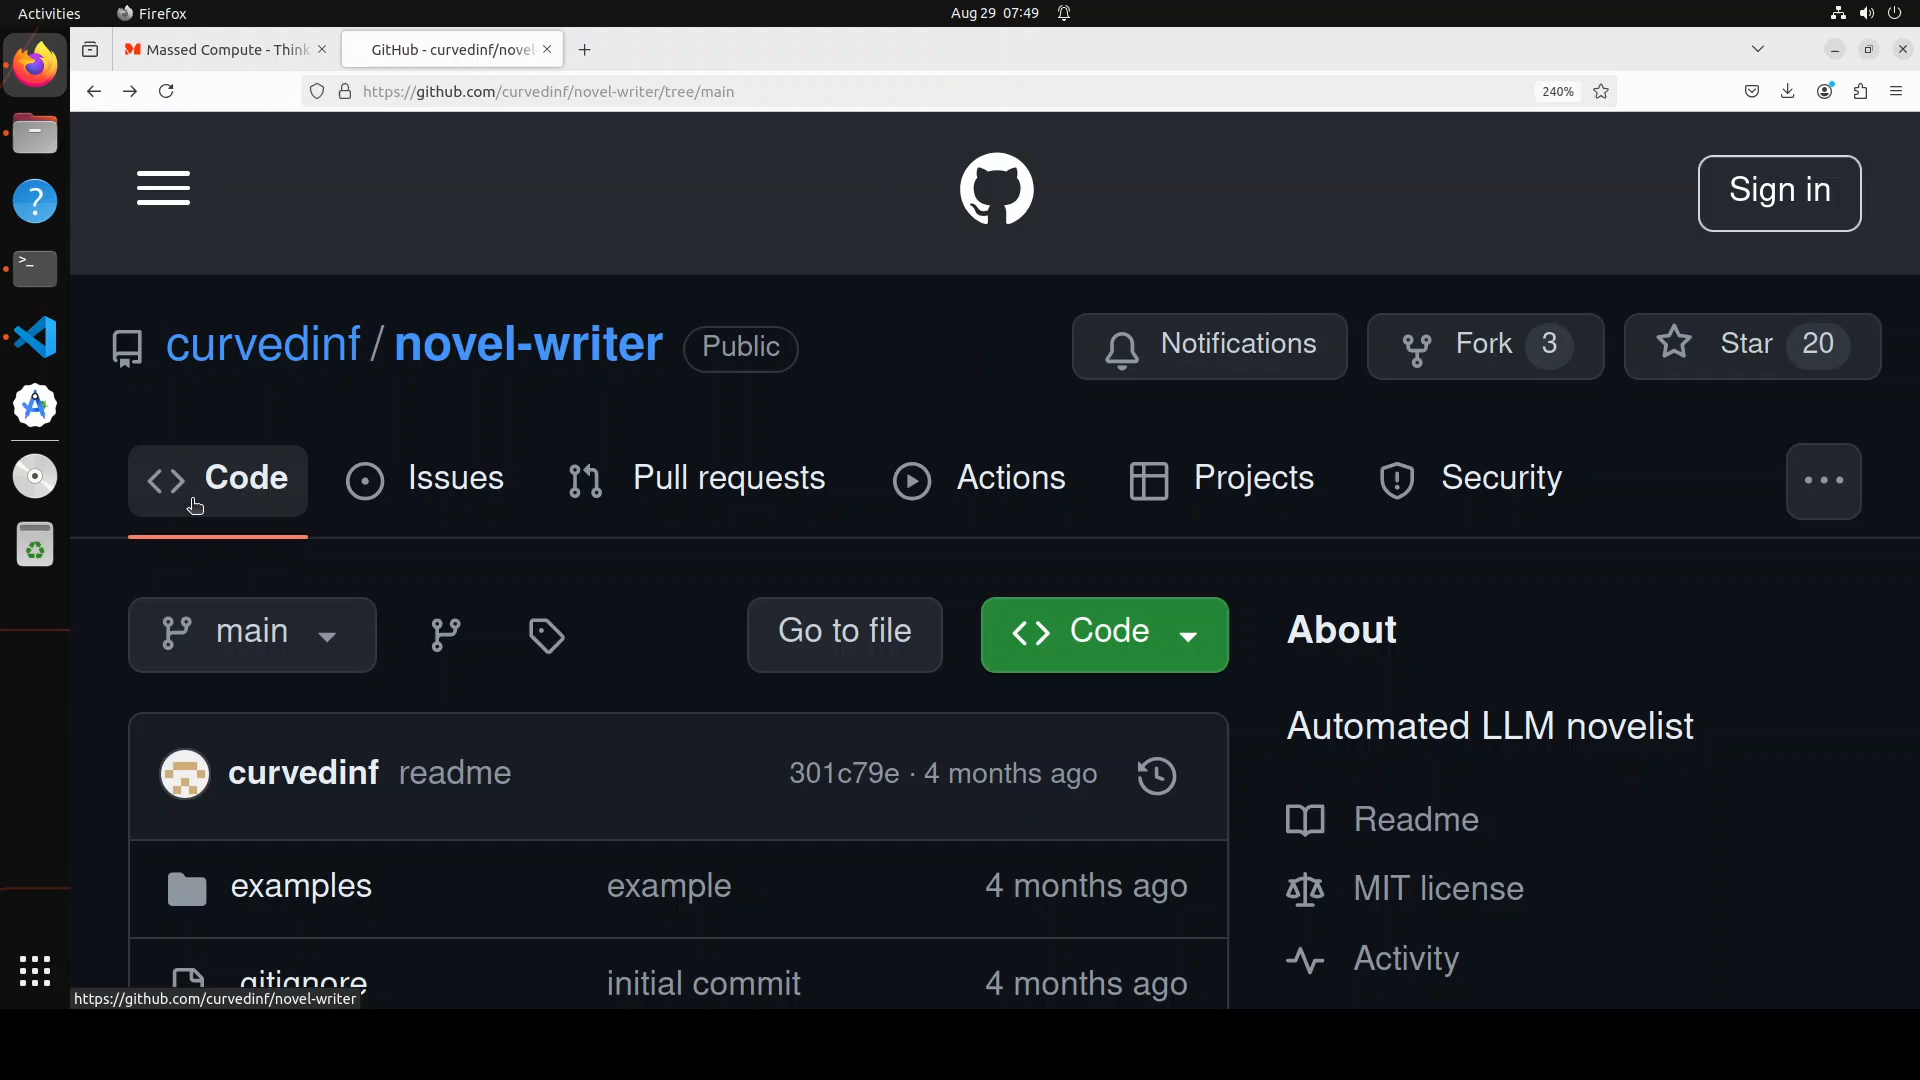 Activities Firefox Aug 29 07:49
Massed Compute - Think GitHub - curvedinf/novel-
https://github.com/curvedinf/novel-writer/tree/main 240%
Sign in
curvedinf / novel-writer Public Notifications Fork 3 Star 20
Code Issues Pull requests Actions Projects Security
main Go to file Code About
Automated LLM novelist
curvedinf readme 301c79e · 4 months ago
Readme
examples example 4 months ago
MIT license
Activity
.gitignore initial commit 4 months ago
https://github.com/curvedinf/novel-writer